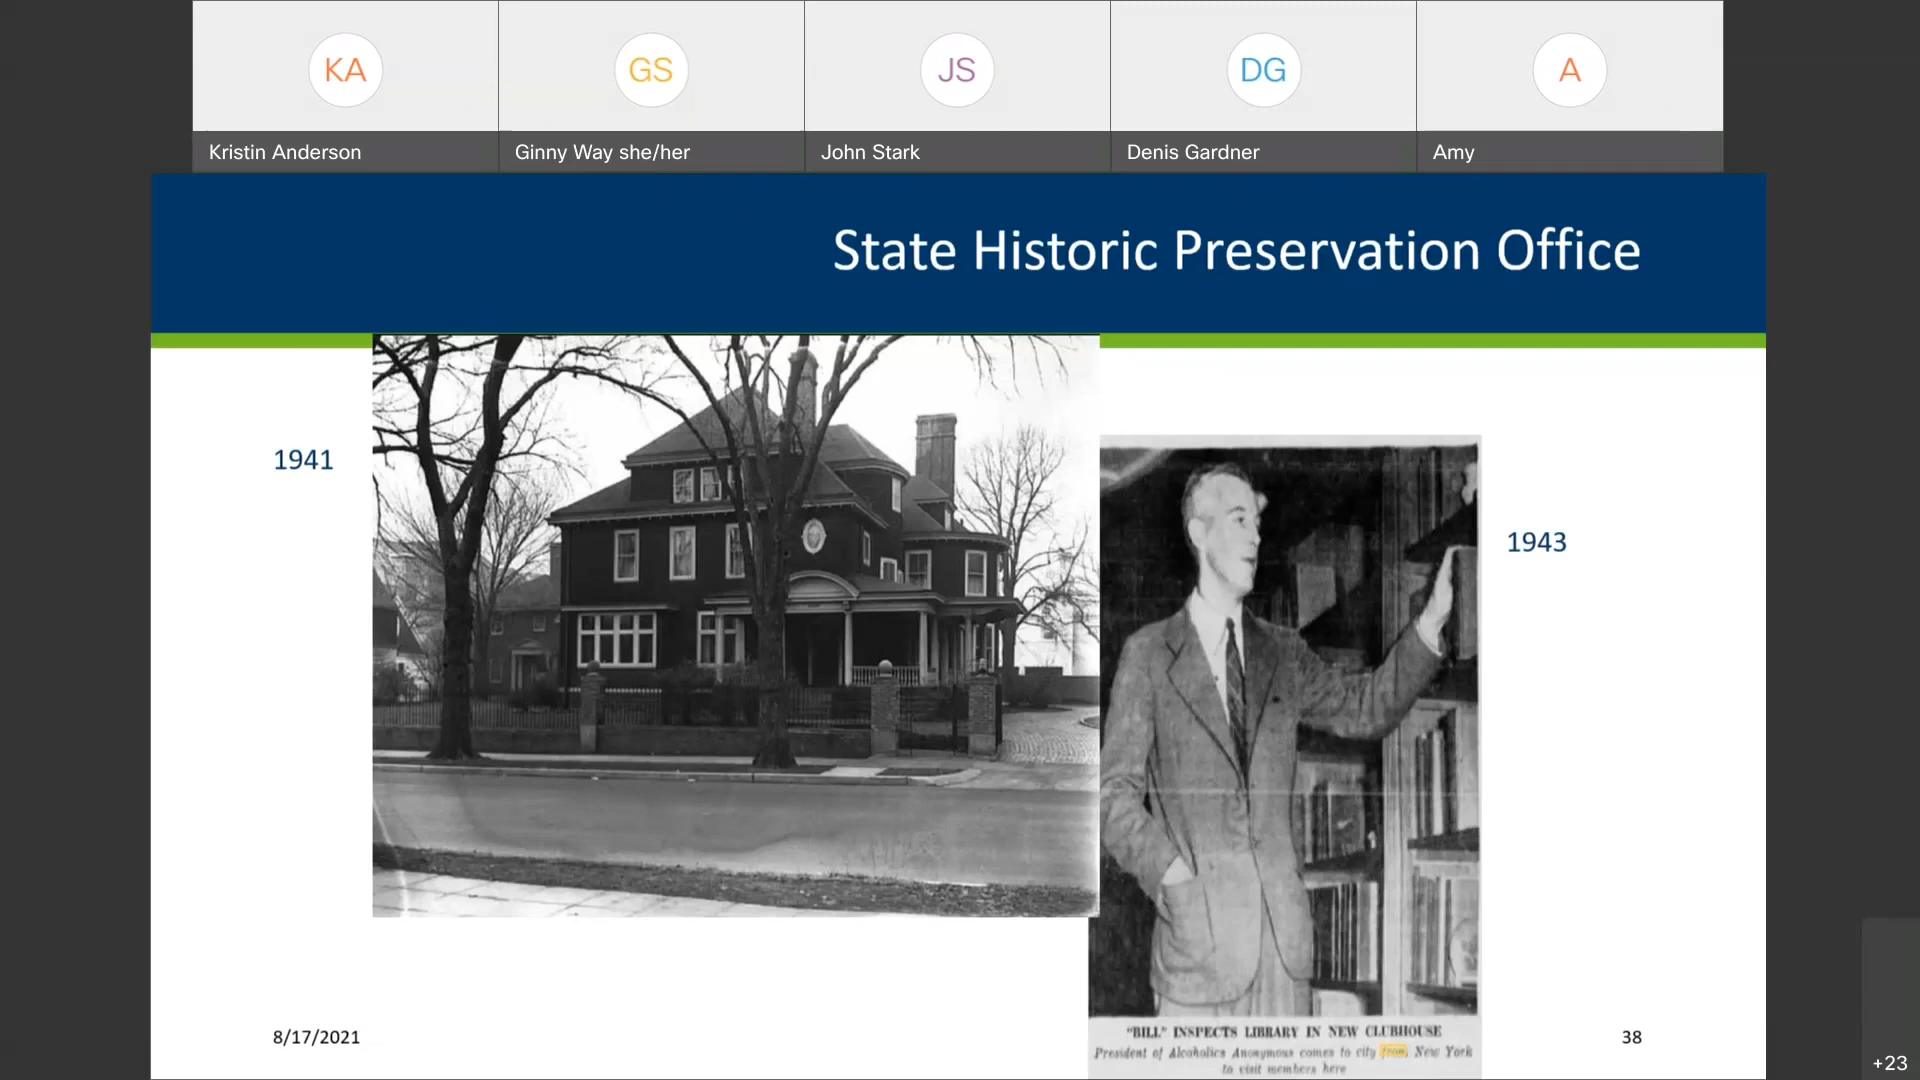 KA
GS
JS
DG
A
Kristin Anderson
Ginny Way she/her
John Stark
Denis Gardner
Amy
State Historic Preservation Office
1941
1943
"BILL" INSPECTS LIBRARY IN NEW CLUBHOUSE
President of Alcoholics Anonymous comes to city from New York
to visit members here
8/17/2021
38
+23